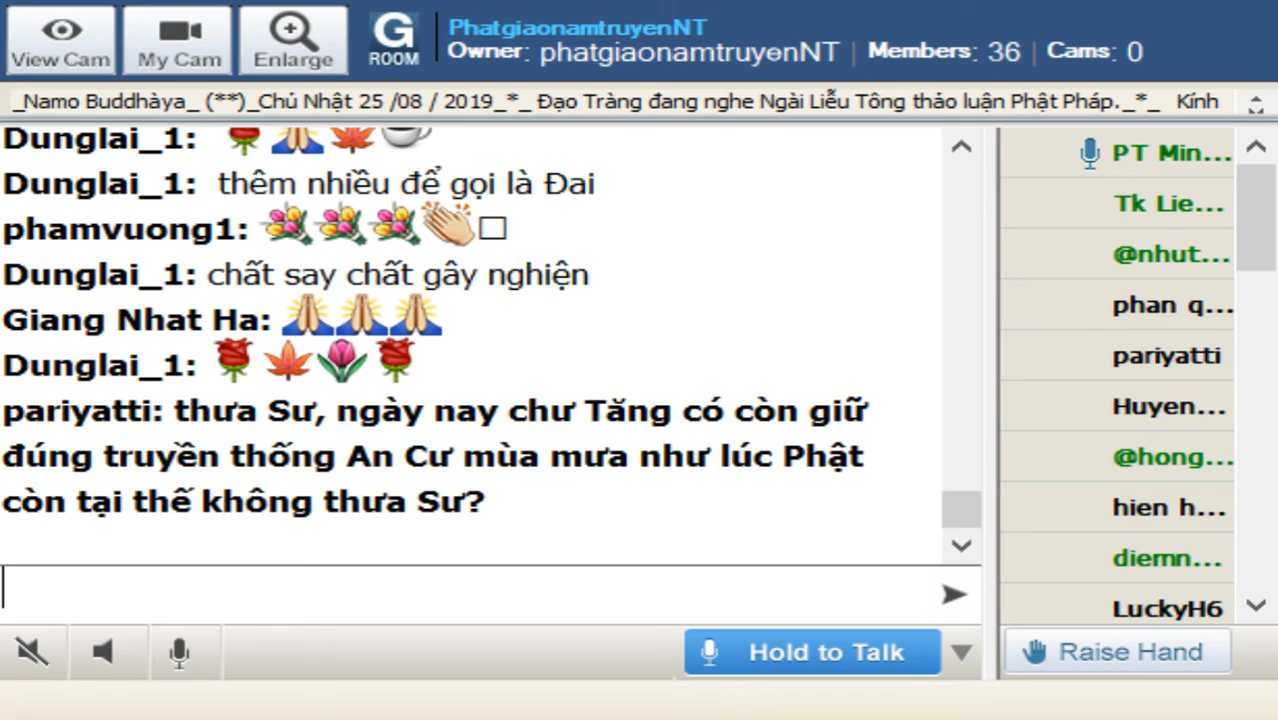 View Cam
My Cam
Enlarge
G
ROOM
PhatgiaonamtruyenNT
Owner: phatgiaonamtruyenNT | Members: 36 | Cams: 0
_Namo Buddhàya_ (**)_Chủ Nhật 25 /08 / 2019_*_ Đạo Tràng đang nghe Ngài Liễu Tông thảo luận Phật Pháp._*_ Kính
Dunglai_1:
Dunglai_1: thêm nhiều để gọi là Đai
phamvuong1:
Dunglai_1: chất say chất gây nghiện
Giang Nhat Ha:
Dunglai_1:
pariyatti: thưa Sư, ngày nay chư Tăng có còn giữ
đúng truyền thống An Cư mùa mưa như lúc Phật
còn tại thế không thưa Sư?
PT Min...
Tk Lie...
@nhut...
phan q...
pariyatti
Huyen...
@hong...
hien h...
diemn...
LuckyH6
Hold to Talk
Raise Hand